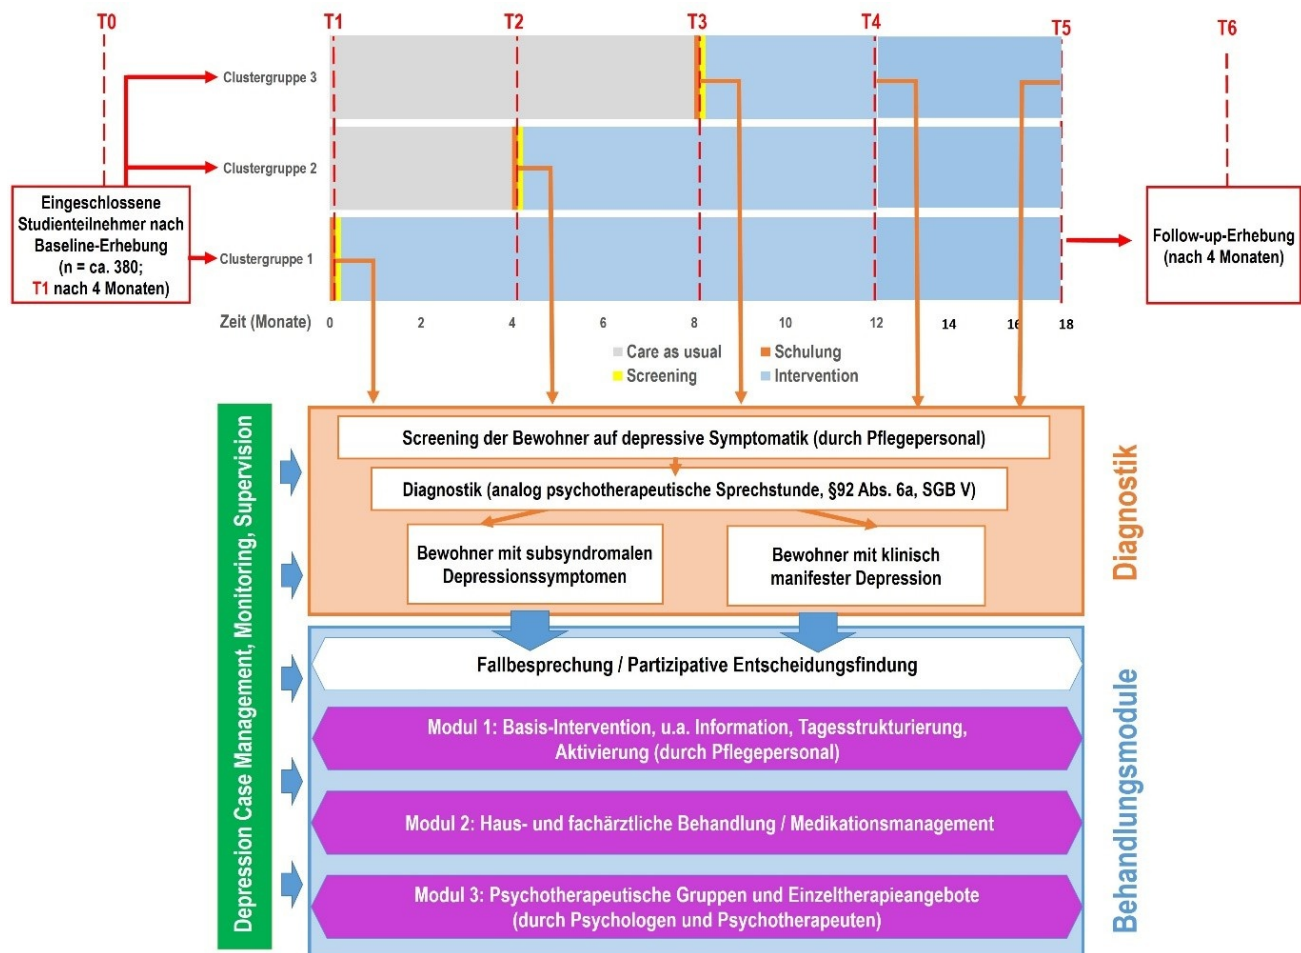 T0
T1
T2
T3
T4
T5
T6
Clustergruppe 3
Clustergruppe 2
Clustergruppe 1
Eingeschlossene
Studienteilnehmer nach
Baseline-Erhebung
(n = ca. 380;
T1 nach 4 Monaten)
Follow-up-Erhebung
(nach 4 Monaten)
Zeit (Monate) 0 2 4 6 8 10 12 14 16 18
Care as usual
Schulung
Screening
Intervention
Depression Case Management, Monitoring, Supervision
Screening der Bewohner auf depressive Symptomatik (durch Pflegepersonal)
Diagnostik (analog psychotherapeutische Sprechstunde, §92 Abs. 6a, SGB V)
Bewohner mit subsyndromalen
Depressionssymptomen
Bewohner mit klinisch
manifester Depression
Diagnostik
Fallbesprechung / Partizipative Entscheidungsfindung
Modul 1: Basis-Intervention, u.a. Information, Tagesstrukturierung,
Aktivierung (durch Pflegepersonal)
Modul 2: Haus- und fachärztliche Behandlung / Medikationsmanagement
Modul 3: Psychotherapeutische Gruppen und Einzeltherapieangebote
(durch Psychologen und Psychotherapeuten)
Behandlungsmodule